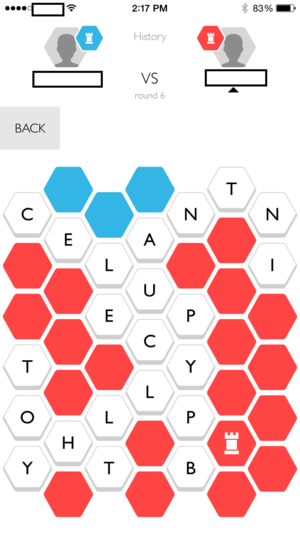 2:17 PM 83%
History
VS
round 6
BACK
T
C N N
E A
L I
U
E P
C
T Y
L
O L P
H
Y T B